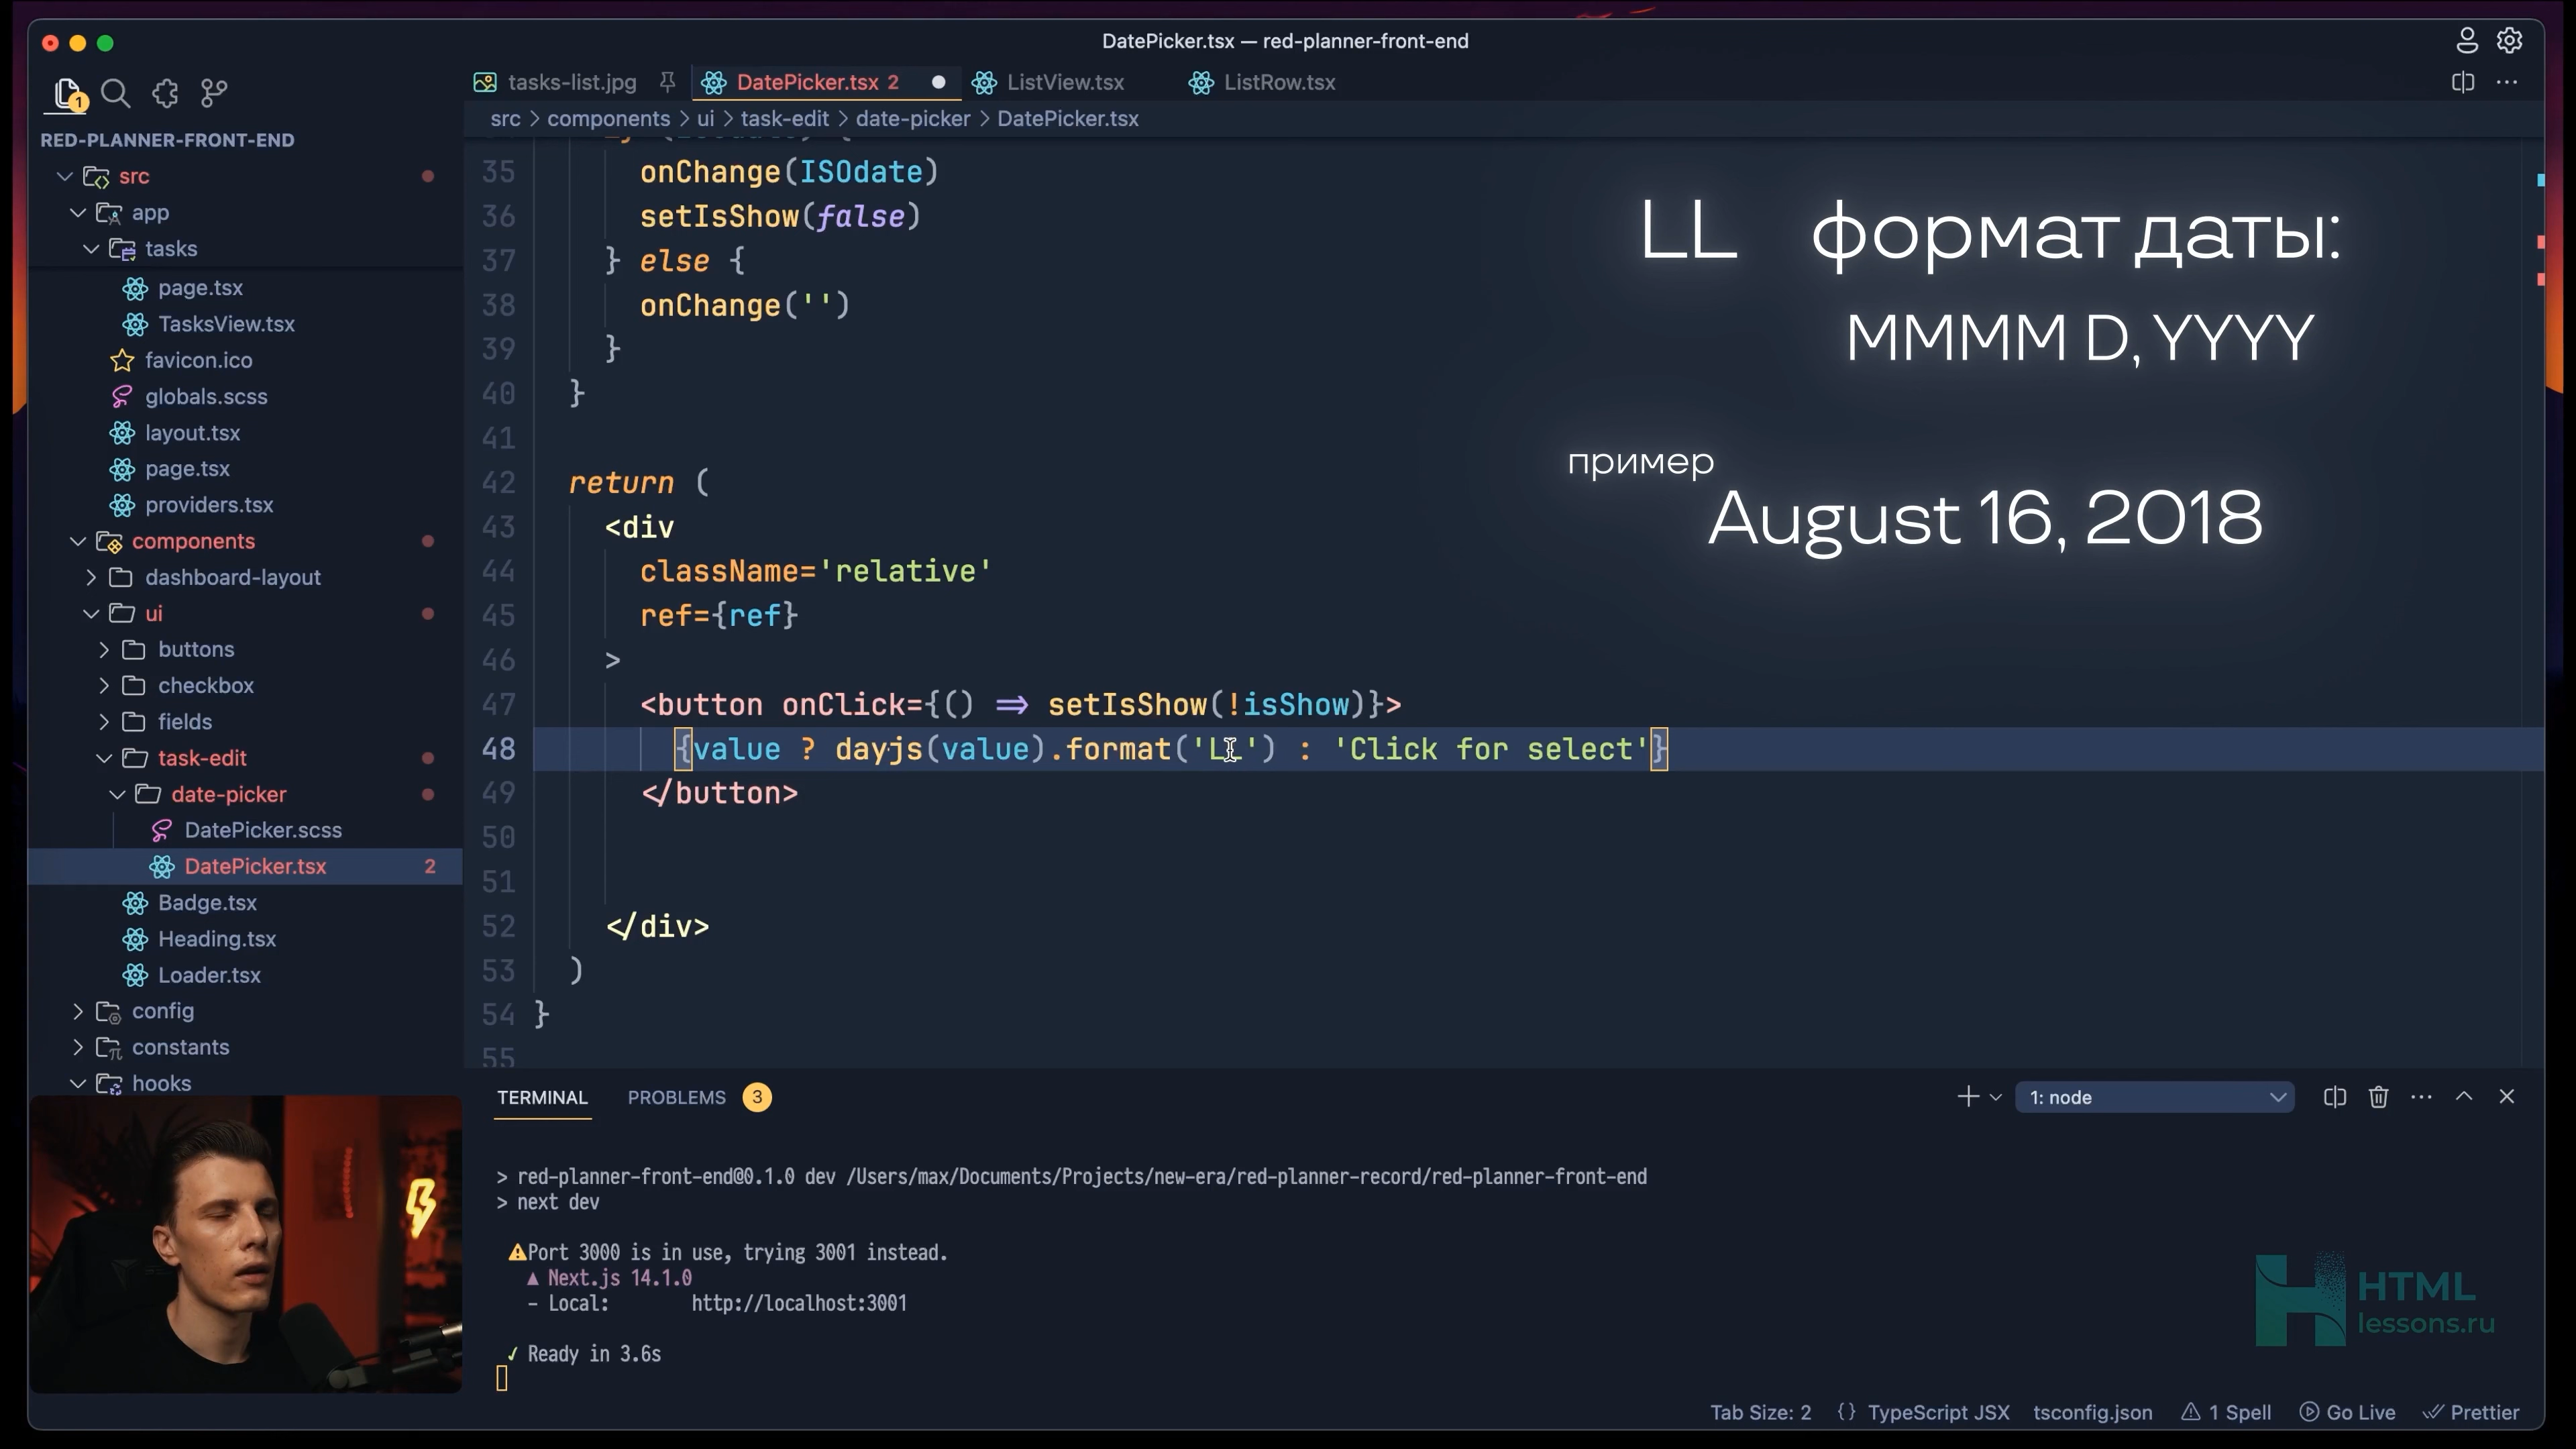 DatePicker.tsx — red-planner-front-end
1
tasks-list.jpg
DatePicker.tsx 2
ListView.tsx
ListRow.tsx
src > components > ui > task-edit > date-picker > DatePicker.tsx
RED-PLANNER-FRONT-END
src
app
tasks
page.tsx
TasksView.tsx
favicon.ico
globals.scss
layout.tsx
page.tsx
providers.tsx
components
dashboard-layout
ui
buttons
checkbox
fields
task-edit
date-picker
DatePicker.scss
DatePicker.tsx 2
Badge.tsx
Heading.tsx
Loader.tsx
config
constants
hooks
35 onChange(ISOdate)
36 setIsShow(false)
37 } else {
38 onChange('')
39 }
40 }
41
42 return (
43 <div
44 className='relative'
45 ref={ref}
46 >
47 <button onClick={() => setIsShow(!isShow)}>
48 {value ? dayjs(value).format('LL') : 'Click for select'}
49 </button>
50
51
52 </div>
53 )
54 }
55
LL формат даты:
MMMM D, YYYY
пример
August 16, 2018
TERMINAL
PROBLEMS 3
1: node
> red-planner-front-end@0.1.0 dev /Users/max/Documents/Projects/new-era/red-planner-record/red-planner-front-end
> next dev
⚠Port 3000 is in use, trying 3001 instead.
▲ Next.js 14.1.0
- Local: http://localhost:3001
✓ Ready in 3.6s
HTML
lessons.ru
Tab Size: 2 {} TypeScript JSX tsconfig.json 1 Spell Go Live Prettier